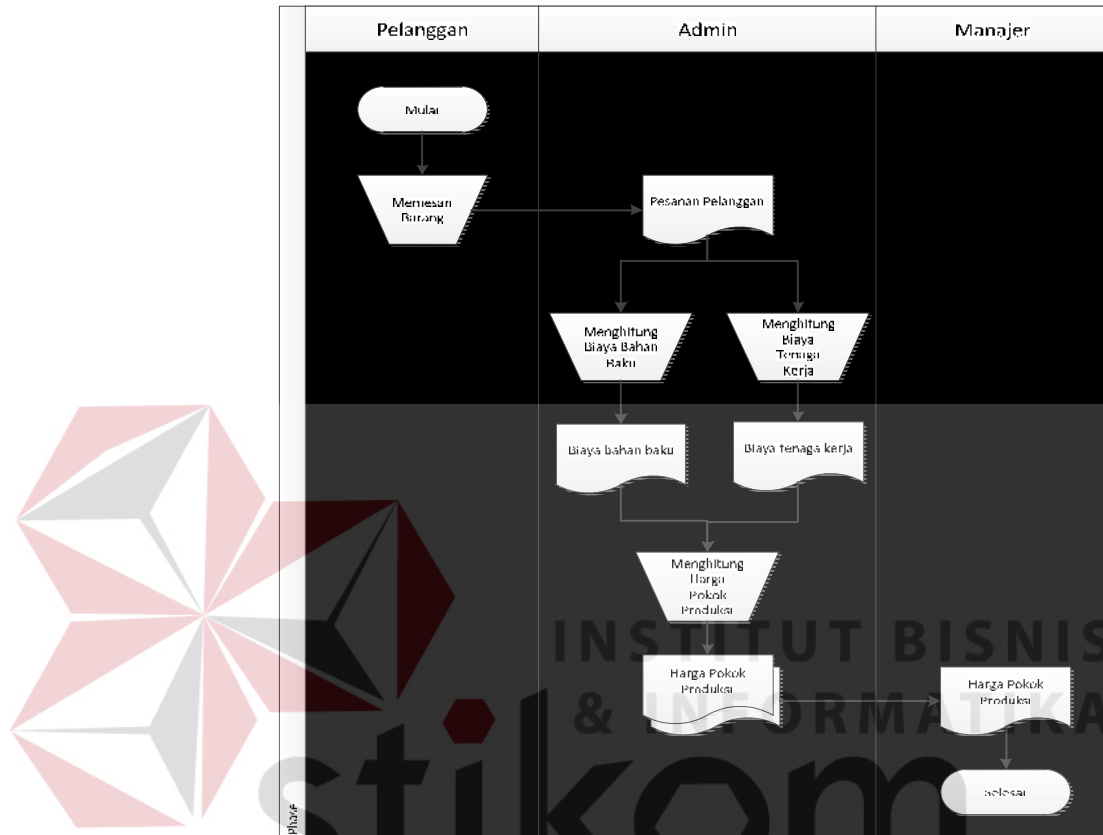 Pelanggan
Admin
Manajer
Mulai
Memesan
Barang
Pesanan Pelanggan
Menghitung
Biaya Bahan
Baku
Menghitung
Biaya
Tenaga
Kerja
Biaya bahan baku
Biaya tenaga kerja
Menghitung
Harga
Pokok
Produksi
Harga Pokok
Produksi
Harga Pokok
Produksi
Selesai
Phase
INSTITUT BISNIS
& INFORMATIKA
stikom